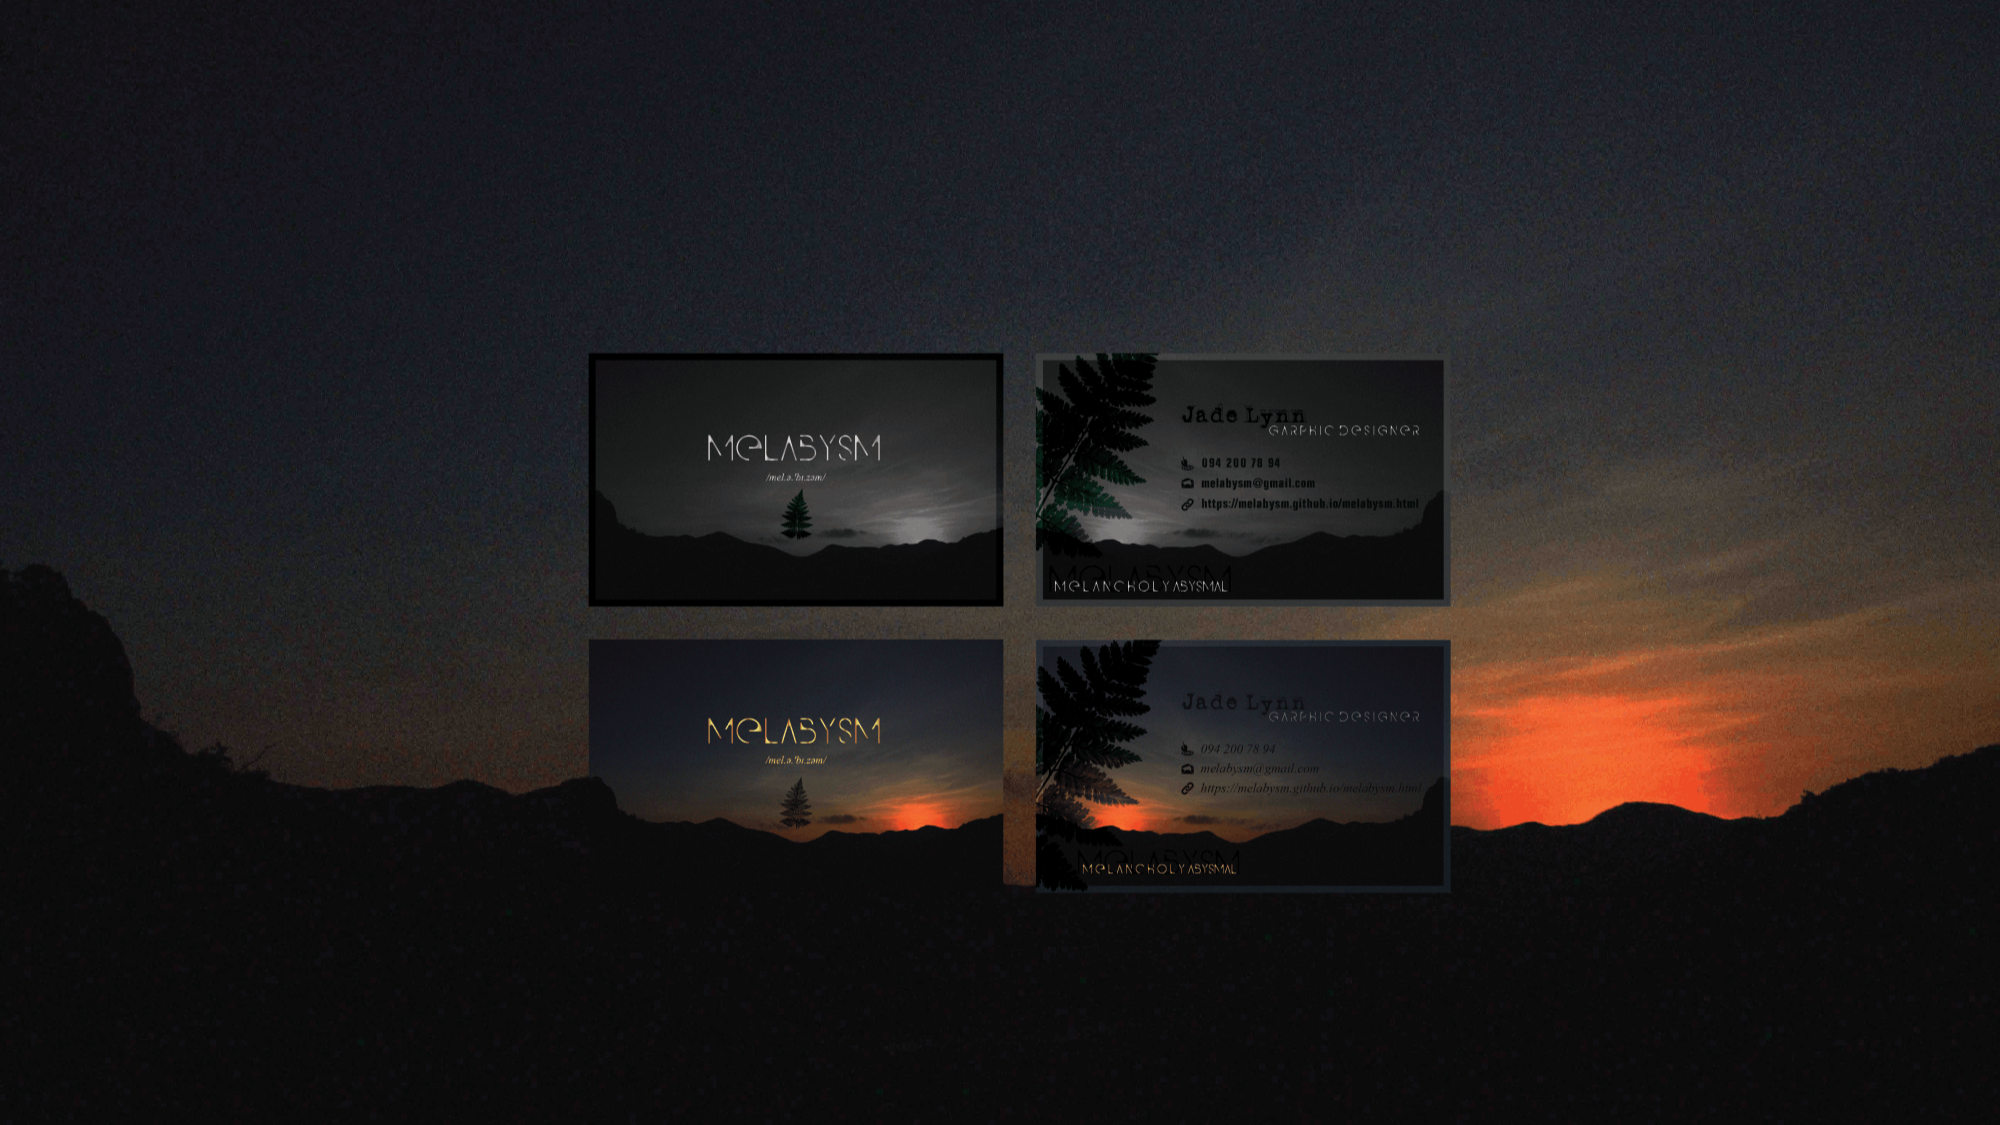 MELABYSM
/mel.ə.'bɪ.zəm/
Jade Lynn
GARPHIC DESIGNER
094 200 78 94
melabysm@gmail.com
https://melabysm.github.io/melabysm.html
MELABYSM
MELANCHOLY ABYSMAL
MELABYSM
/mel.ə.'bɪ.zəm/
Jade Lynn
GARPHIC DESIGNER
094 200 78 94
melabysm@gmail.com
https://melabysm.github.io/melabysm.html
MELABYSM
MELANCHOLY ABYSMAL